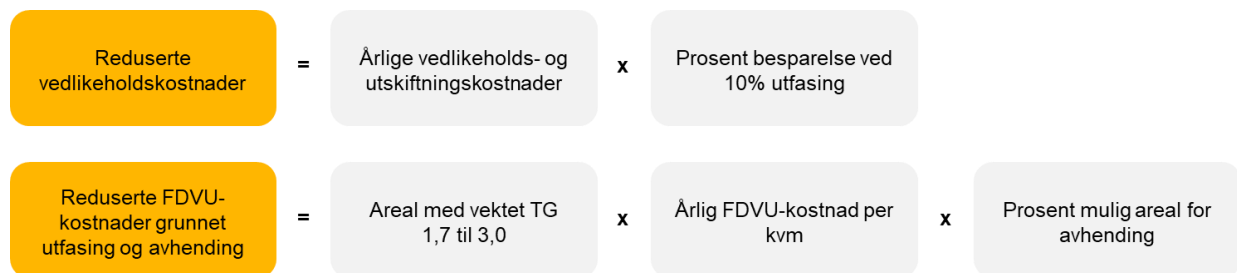 Reduserte
vedlikeholdskostnader
=
Årlige vedlikeholds- og
utskiftningskostnader
x
Prosent besparelse ved
10% utfasing
Reduserte FDVU-
kostnader grunnet
utfasing og avhending
=
Areal med vektet TG
1,7 til 3,0
x
Årlig FDVU-kostnad per
kvm
x
Prosent mulig areal for
avhending